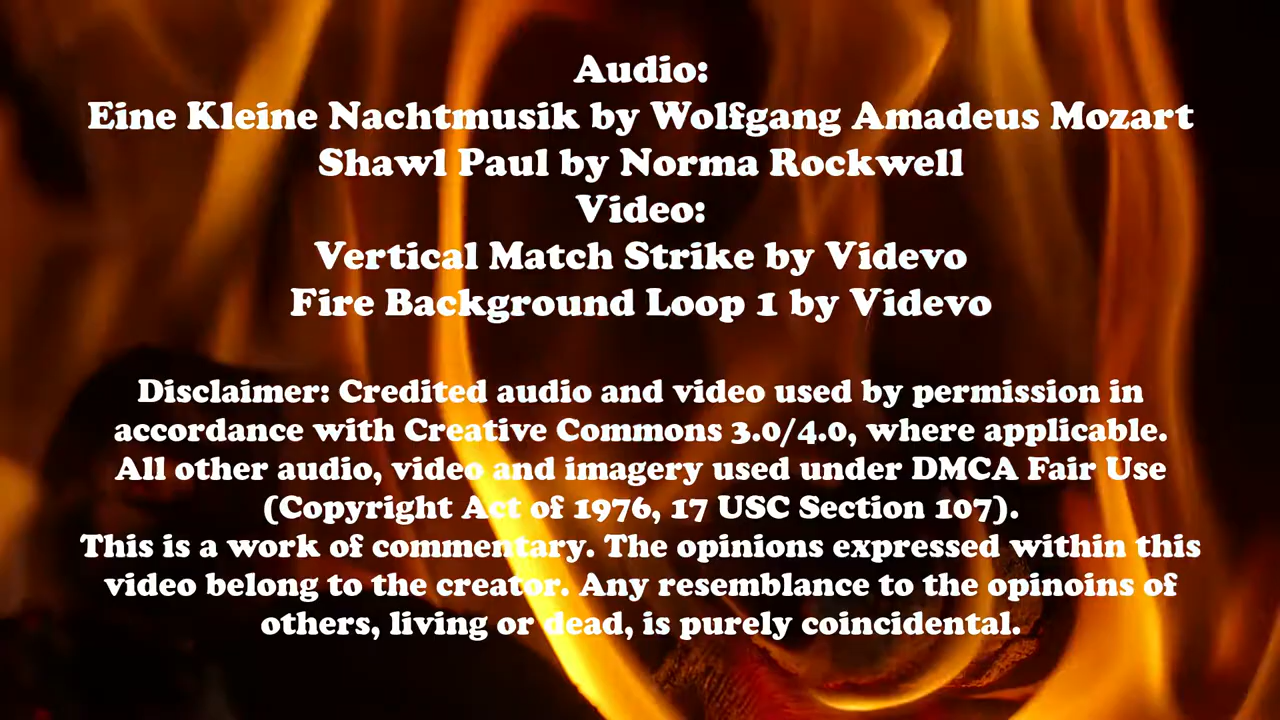 Audio:
Eine Kleine Nachtmusik by Wolfgang Amadeus Mozart
Shawl Paul by Norma Rockwell
Video:
Vertical Match Strike by Videvo
Fire Background Loop 1 by Videvo
Disclaimer: Credited audio and video used by permission in
accordance with Creative Commons 3.0/4.0, where applicable.
All other audio, video and imagery used under DMCA Fair Use
(Copyright Act of 1976, 17 USC Section 107).
This is a work of commentary. The opinions expressed within this
video belong to the creator. Any resemblance to the opinoins of
others, living or dead, is purely coincidental.